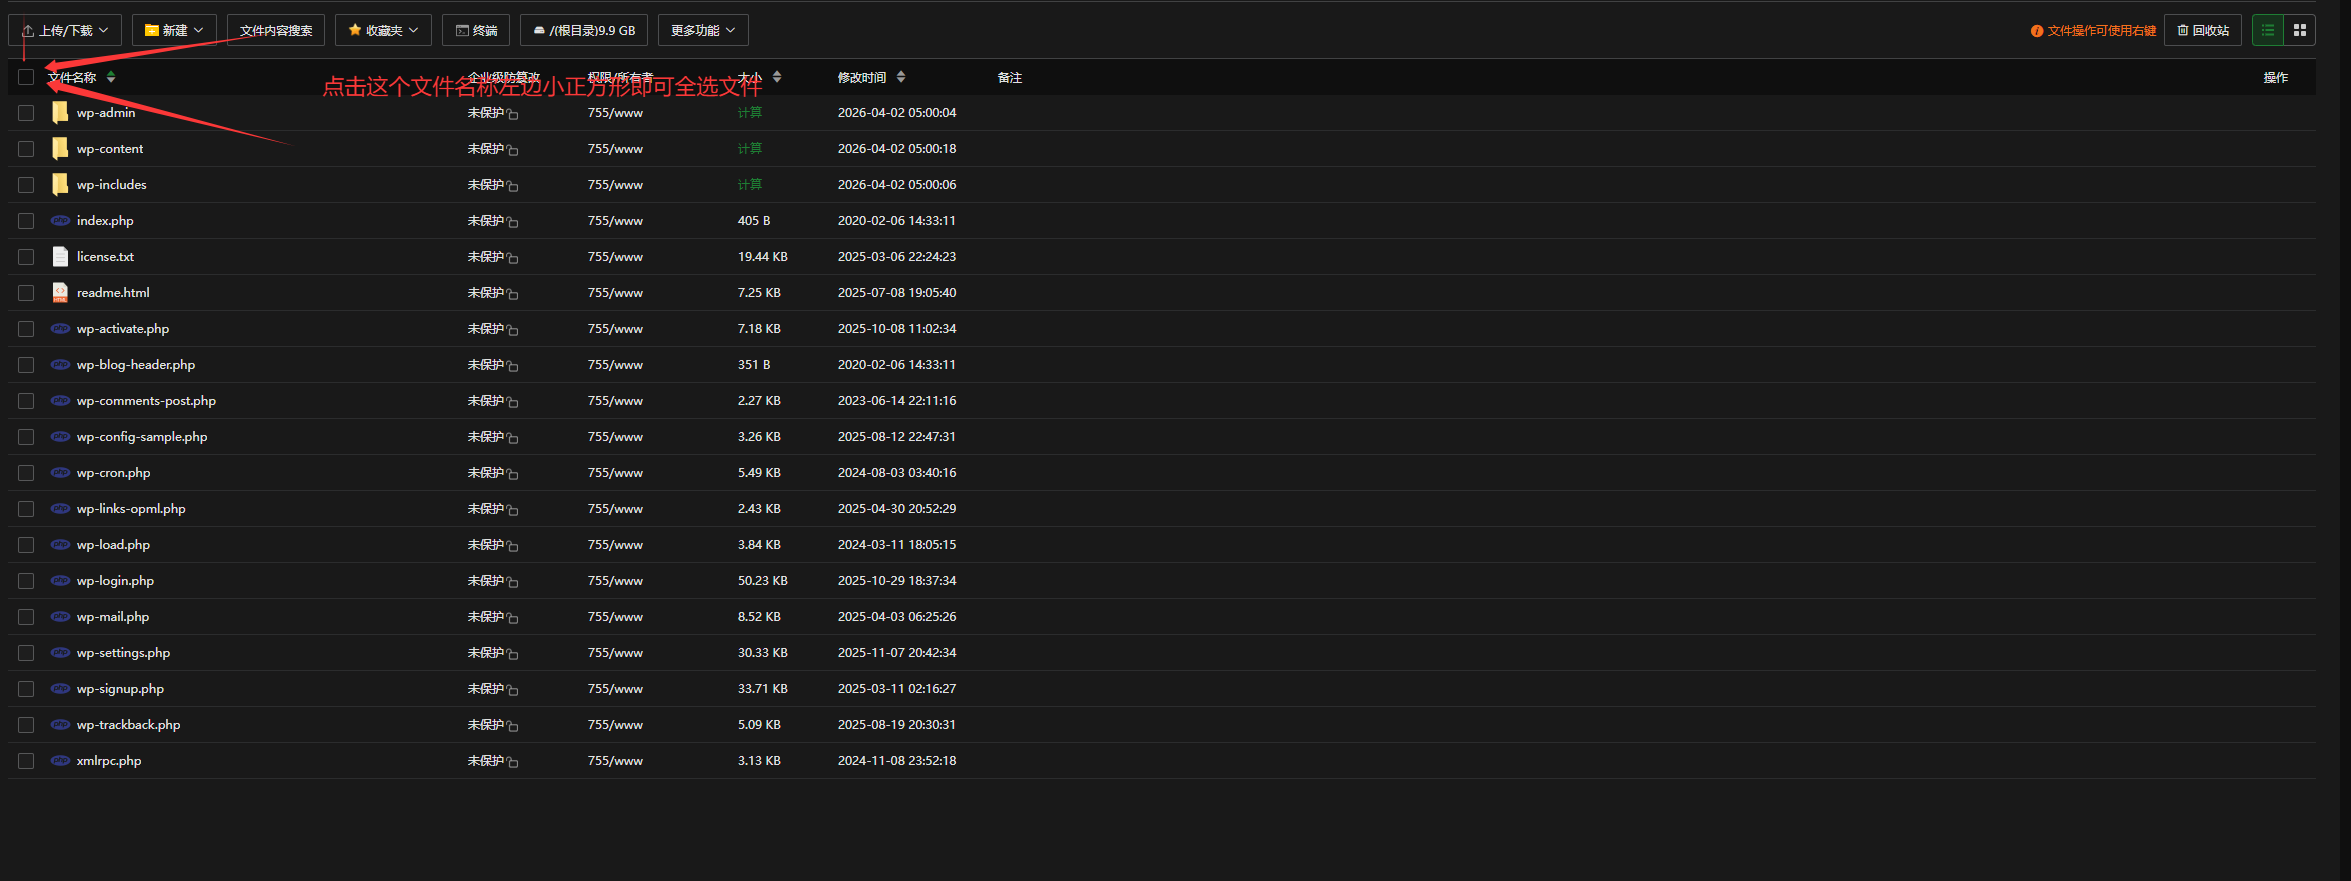 上传/下载 新建 文件内容搜索 收藏夹 终端 /(根目录)9.9 GB 更多功能 文件操作可使用右键 回收站
文件名称 企业级防篡改 权限/所有者 大小 修改时间 备注 操作
点击这个文件名称左边小正方形即可全选文件
wp-admin 未保护 755/www 计算 2026-04-02 05:00:04
wp-content 未保护 755/www 计算 2026-04-02 05:00:18
wp-includes 未保护 755/www 计算 2026-04-02 05:00:06
index.php 未保护 755/www 405 B 2020-02-06 14:33:11
license.txt 未保护 755/www 19.44 KB 2025-03-06 22:24:23
readme.html 未保护 755/www 7.25 KB 2025-07-08 19:05:40
wp-activate.php 未保护 755/www 7.18 KB 2025-10-08 11:02:34
wp-blog-header.php 未保护 755/www 351 B 2020-02-06 14:33:11
wp-comments-post.php 未保护 755/www 2.27 KB 2023-06-14 22:11:16
wp-config-sample.php 未保护 755/www 3.26 KB 2025-08-12 22:47:31
wp-cron.php 未保护 755/www 5.49 KB 2024-08-03 03:40:16
wp-links-opml.php 未保护 755/www 2.43 KB 2025-04-30 20:52:29
wp-load.php 未保护 755/www 3.84 KB 2024-03-11 18:05:15
wp-login.php 未保护 755/www 50.23 KB 2025-10-29 18:37:34
wp-mail.php 未保护 755/www 8.52 KB 2025-04-03 06:25:26
wp-settings.php 未保护 755/www 30.33 KB 2025-11-07 20:42:34
wp-signup.php 未保护 755/www 33.71 KB 2025-03-11 02:16:27
wp-trackback.php 未保护 755/www 5.09 KB 2025-08-19 20:30:31
xmlrpc.php 未保护 755/www 3.13 KB 2024-11-08 23:52:18